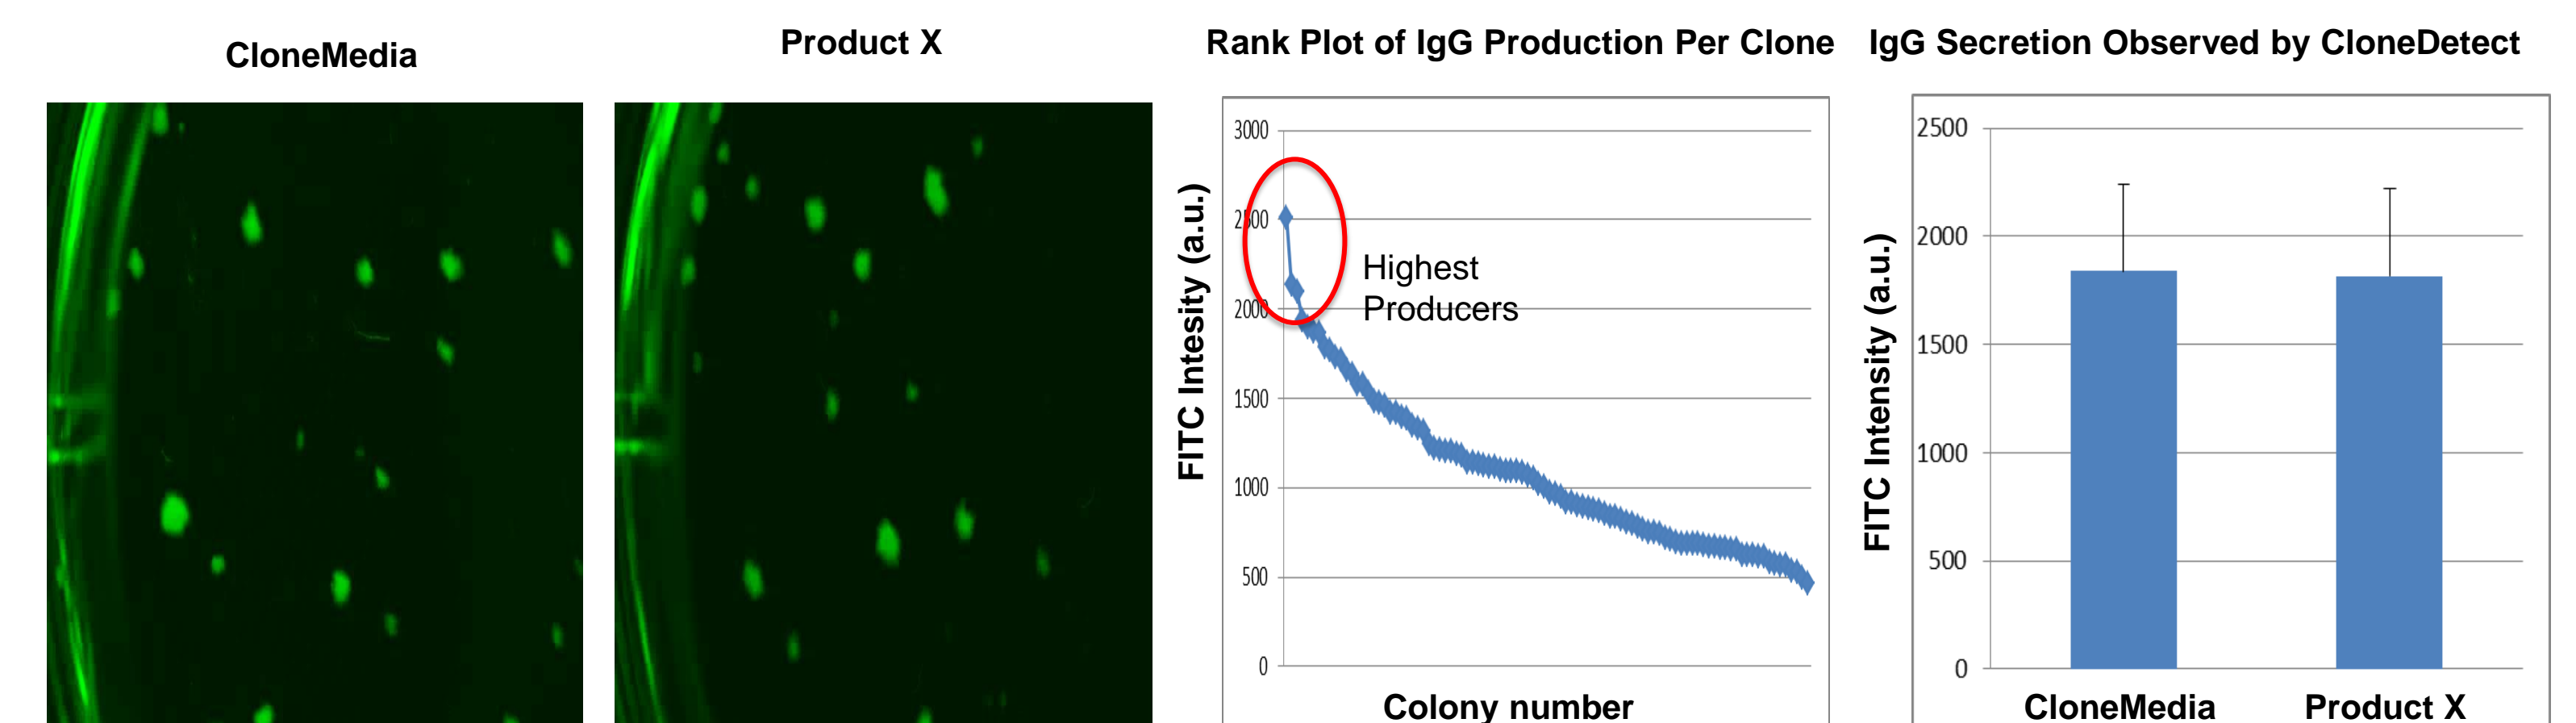 CloneMedia
Product X
Rank Plot of IgG Production Per Clone
IgG Secretion Observed by CloneDetect
FITC Intesity (a.u.)
3000
2500
2000
1500
1000
500
0
Highest
Producers
Colony number
FITC Intensity (a.u.)
2500
2000
1500
1000
500
0
CloneMedia
Product X